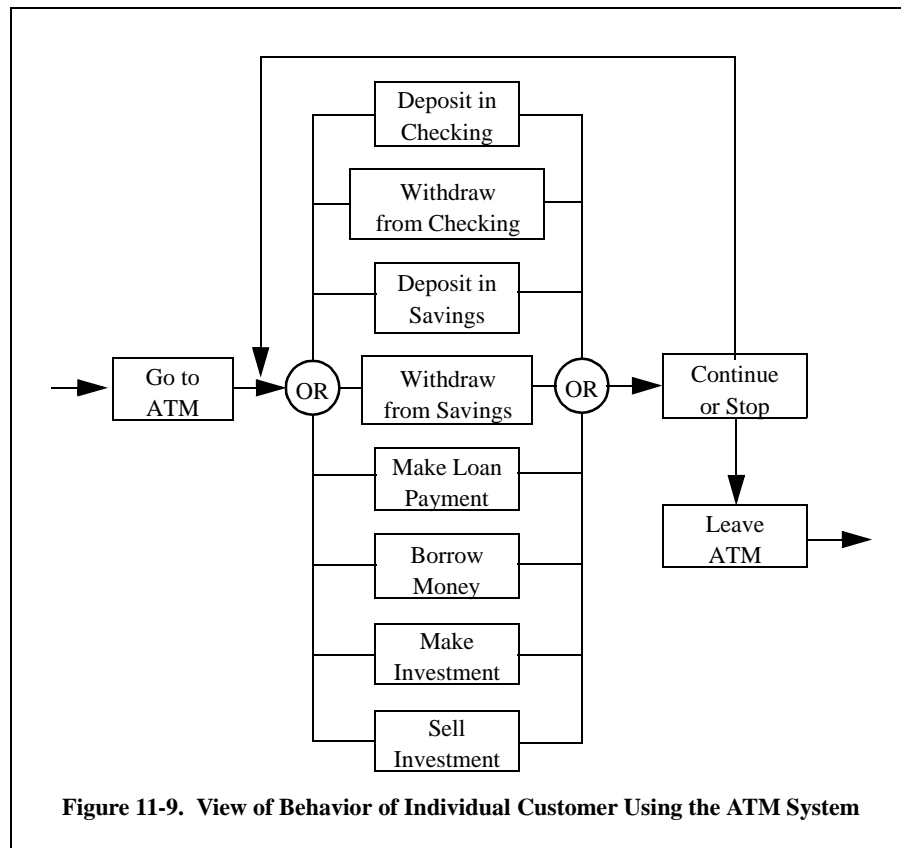 Deposit in
Checking
Withdraw
from Checking
Deposit in
Savings
Go to
ATM
OR
Withdraw
from Savings
OR
Continue
or Stop
Make Loan
Payment
Leave
ATM
Borrow
Money
Make
Investment
Sell
Investment
Figure 11-9. View of Behavior of Individual Customer Using the ATM System